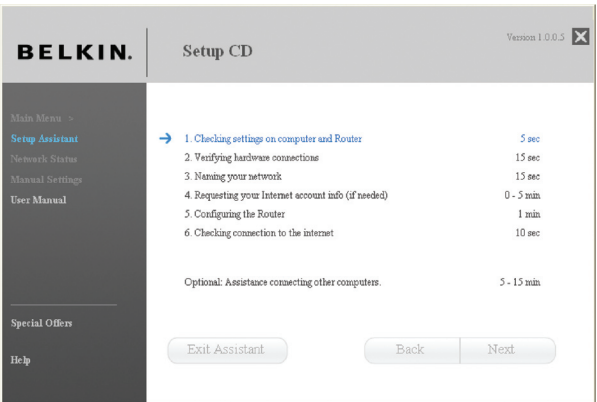 BELKIN.
Setup CD
Version 1.0.0.5
Main Menu >
Setup Assistant
Network Status
Manual Settings
User Manual
Special Offers
Help
1. Checking settings on computer and Router 5 sec
2. Verifying hardware connections 15 sec
3. Naming your network 15 sec
4. Requesting your Internet account info (if needed) 0 - 5 min
5. Configuring the Router 1 min
6. Checking connection to the internet 10 sec
Optional: Assistance connecting other computers. 5 - 15 min
Exit Assistant
Back
Next